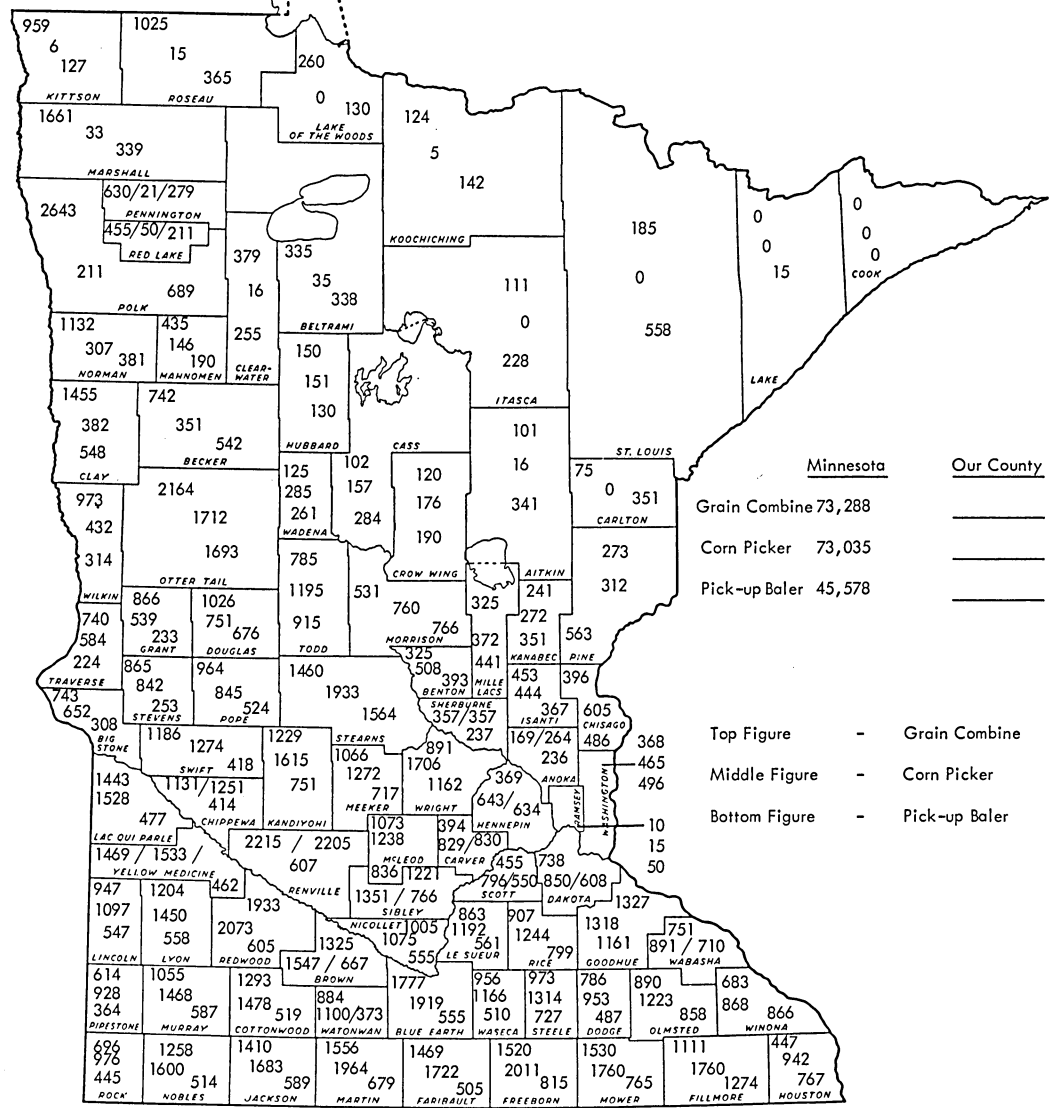 959
6
127
KITTSON
1025
15
365
ROSEAU
260
0
130
LAKE
OF THE WOODS
1661
33
339
MARSHALL
124
5
142
KOOCHICHING
630/21/279
PENNINGTON
455/50/211
RED LAKE
2643
211
689
POLK
379
16
255
CLEAR-
WATER
335
35
338
BELTRAMI
185
0
558
ST. LOUIS
0
0
15
LAKE
0
0
0
COOK
111
0
228
ITASCA
1132
307
381
NORMAN
435
146
190
MAHNOMEN
150
151
130
HUBBARD
CASS
1455
382
548
CLAY
742
351
542
BECKER
101
16
341
AITKIN
75
0
351
CARLTON
125
285
261
WADENA
102
157
284
120
176
190
CROW WING
973
432
314
WILKIN
2164
1712
1693
OTTER TAIL
273
312
563
PINE
785
1195
915
TODD
531
760
766
MORRISON
325
372
441
MILLE
LACS
241
272
351
KANABEC
740
584
224
TRAVERSE
866
539
233
GRANT
1026
751
676
DOUGLAS
325
508
393
BENTON
865
842
253
STEVENS
964
845
524
POPE
1460
1933
1564
STEARNS
453
444
367
ISANTI
396
605
486
CHISAGO
743
652
308
BIG
STONE
SHERBURNE
357/357
237
169/264
236
ANOKA
368
465
496
WASHINGTON
10
15
50
RAMSEY
1186
1274
418
SWIFT
1229
1615
751
KANDIYOHI
1066
1272
717
MEEKER
891
1706
1162
WRIGHT
369
643/634
HENNEPIN
1443
1528
477
LAC QUI PARLE
1131/1251
414
CHIPPEWA
2215 / 2205
607
RENVILLE
1073
1238
836
MCLEOD
394
829/830
CARVER
1469 / 1533/
462
YELLOW MEDICINE
1221
1351 / 766
SIBLEY
455
796/550
SCOTT
738
850/608
DAKOTA
947
1097
547
LINCOLN
1204
1450
558
LYON
1933
2073
605
REDWOOD
1325
1547 / 667
BROWN
NICOLLET
1005
1075
555
863
1192
561
LE SUEUR
907
1244
799
RICE
1327
1318
1161
GOODHUE
751
891 / 710
WABASHA
614
928
364
PIPESTONE
1055
1468
587
MURRAY
1293
1478
519
COTTONWOOD
884
1100/373
WATONWAN
1777
1919
555
BLUE EARTH
956
1166
510
WASECA
973
1314
727
STEELE
786
953
487
DODGE
890
1223
858
OLMSTED
683
868
866
WINONA
696
976
445
ROCK
1258
1600
514
NOBLES
1410
1683
589
JACKSON
1556
1964
679
MARTIN
1469
1722
505
FARIBAULT
1520
2011
815
FREEBORN
1530
1760
765
MOWER
1111
1760
1274
FILLMORE
447
942
767
HOUSTON
Minnesota Our County
Grain Combine 73,288
Corn Picker 73,035
Pick-up Baler 45,578
Top Figure - Grain Combine
Middle Figure - Corn Picker
Bottom Figure - Pick-up Baler